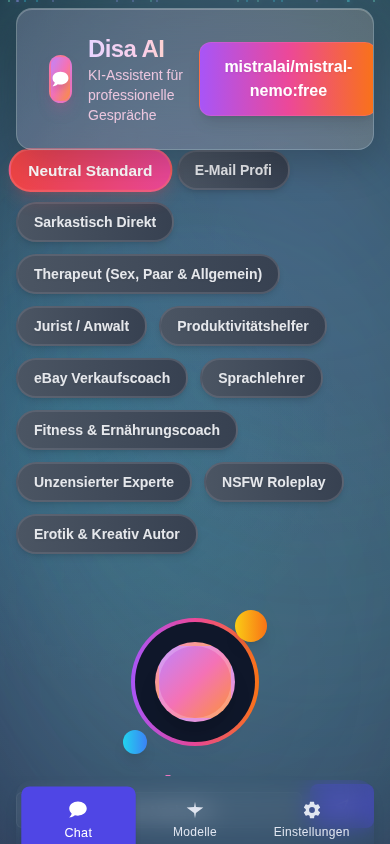 Disa AI
KI-Assistent für
professionelle
Gespräche
mistralai/mistral-
nemo:free
Neutral Standard
E-Mail Profi
Sarkastisch Direkt
Therapeut (Sex, Paar & Allgemein)
Jurist / Anwalt
Produktivitätshelfer
eBay Verkaufscoach
Sprachlehrer
Fitness & Ernährungscoach
Unzensierter Experte
NSFW Roleplay
Erotik & Kreativ Autor
Chat
Modelle
Einstellungen